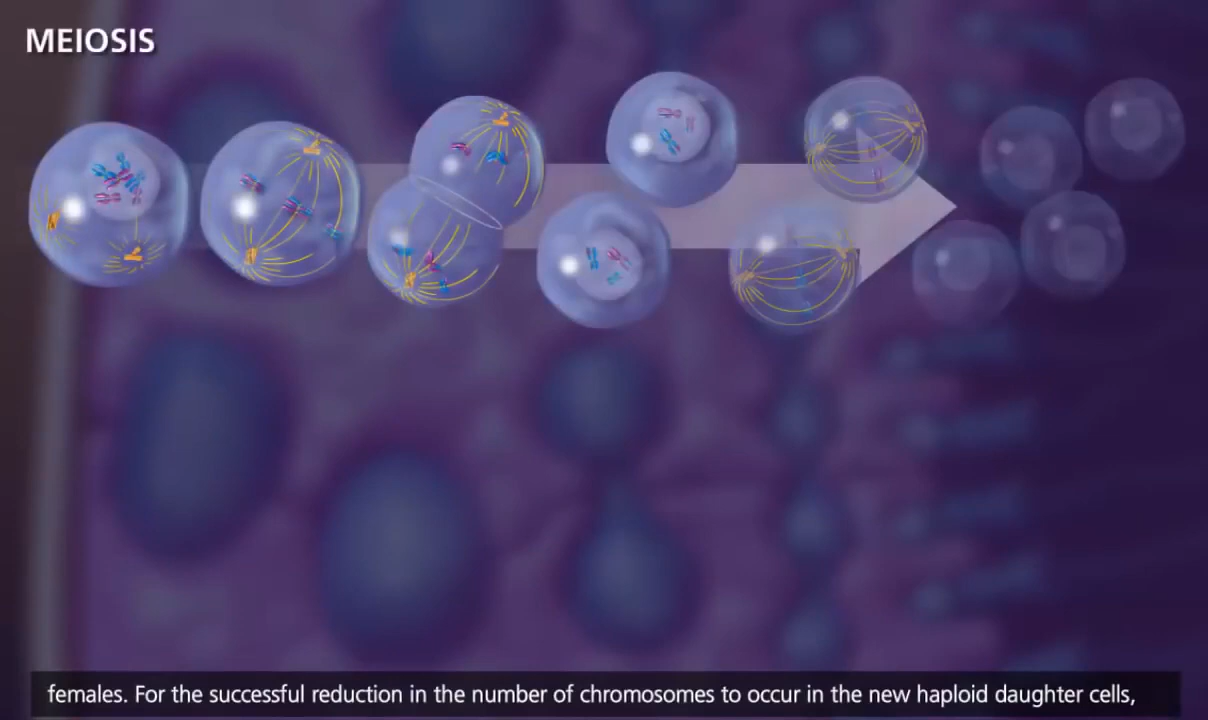 MEIOSIS
females. For the successful reduction in the number of chromosomes to occur in the new haploid daughter cells,